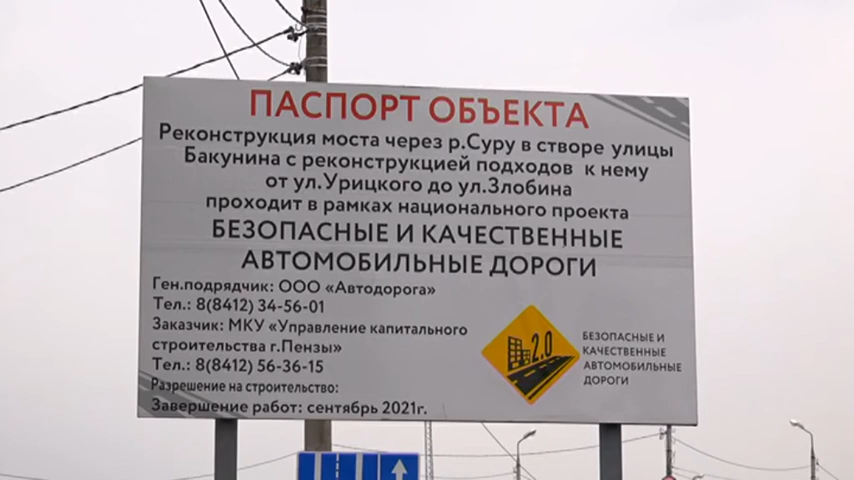 ПАСПОРТ ОБЪЕКТА
Реконструкция моста через р.Суру в створе улицы
Бакунина с реконструкцией подходов к нему
от ул.Урицкого до ул.Злобина
проходит в рамках национального проекта
БЕЗОПАСНЫЕ И КАЧЕСТВЕННЫЕ
АВТОМОБИЛЬНЫЕ ДОРОГИ
Ген.подрядчик: ООО «Автодорога»
Тел.: 8(8412) 34-56-01
Заказчик: МКУ «Управление капитального
строительства г.Пензы»
Тел.: 8(8412) 56-36-15
Разрешение на строительство:
Завершение работ: сентябрь 2021г.
2.0
БЕЗОПАСНЫЕ И
КАЧЕСТВЕННЫЕ
АВТОМОБИЛЬНЫЕ
ДОРОГИ